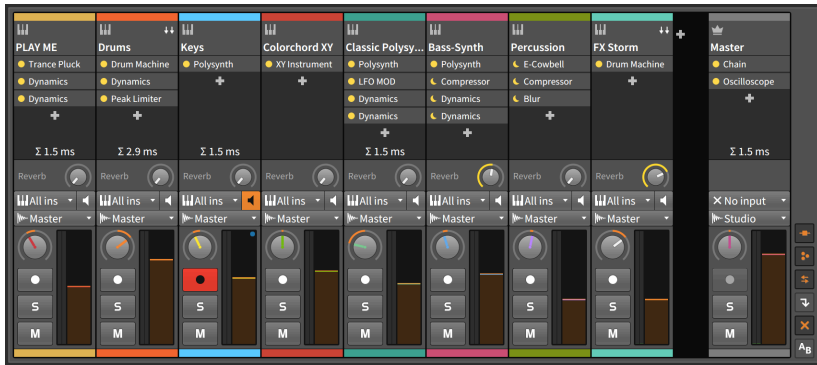 PLAY ME
Drums
Keys
Colorchord XY
Classic Polysy...
Bass-Synth
Percussion
FX Storm
Master
Trance Pluck
Drum Machine
Polysynth
XY Instrument
Polysynth
Polysynth
E-Cowbell
Drum Machine
Chain
Dynamics
Dynamics
LFO MOD
Compressor
Compressor
Oscilloscope
Dynamics
Peak Limiter
Dynamics
Dynamics
Blur
Dynamics
Dynamics
Σ 1.5 ms
Σ 2.9 ms
Σ 1.5 ms
Σ 1.5 ms
Σ 1.5 ms
Reverb
Reverb
Reverb
Reverb
Reverb
Reverb
Reverb
Reverb
All ins
All ins
All ins
All ins
All ins
All ins
All ins
All ins
No input
Master
Master
Master
Master
Master
Master
Master
Master
Studio
S
S
S
S
S
S
S
S
S
M
M
M
M
M
M
M
M
M
AB